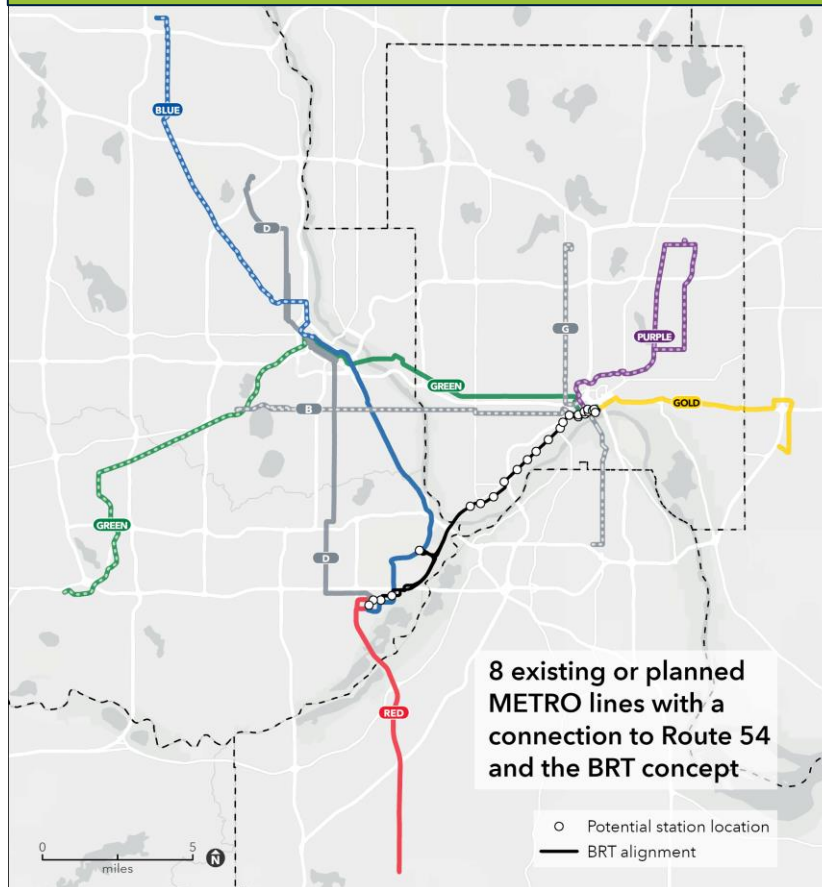 BLUE
D
G
PURPLE
GREEN
GOLD
B
GREEN
D
RED
8 existing or planned
METRO lines with a
connection to Route 54
and the BRT concept
Potential station location
BRT alignment
0 5
miles
N